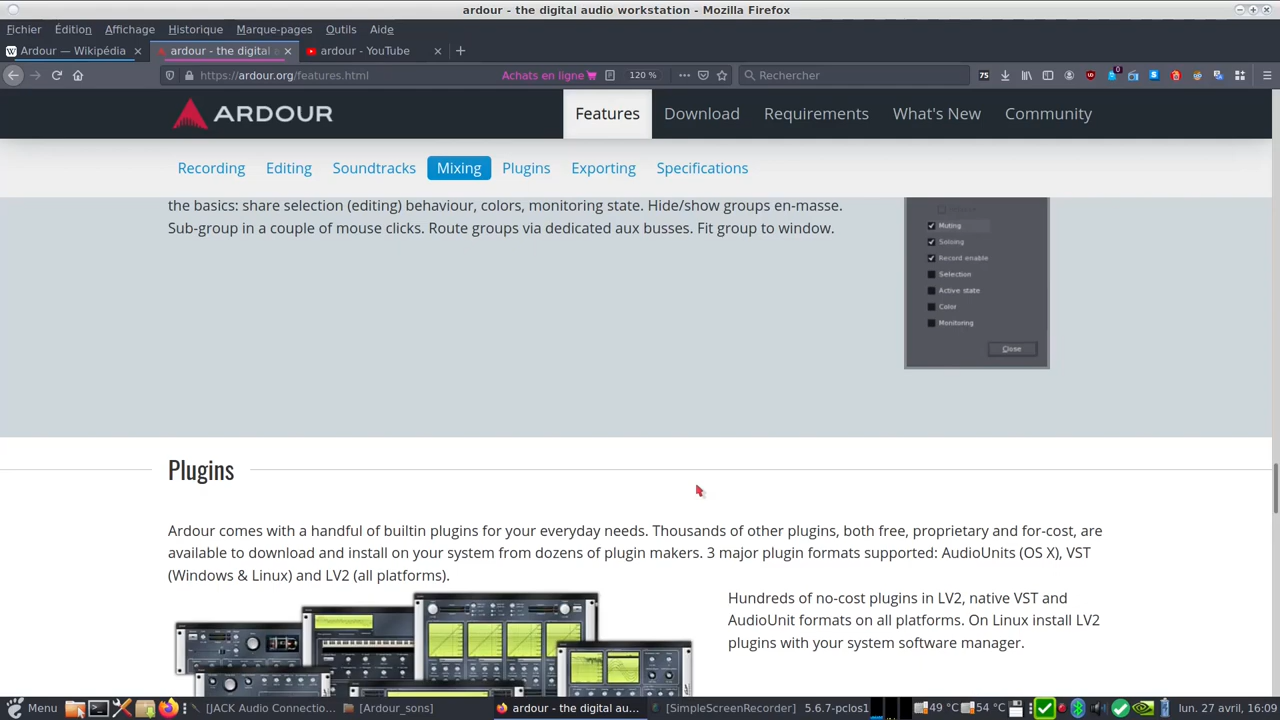 ardour - the digital audio workstation - Mozilla Firefox
Fichier Édition Affichage Historique Marque-pages Outils Aide
W Ardour — Wikipédia × ardour - the digital × ardour - YouTube × +
https://ardour.org/features.html Achats en ligne 120 % Rechercher 75 0
ARDOUR Features Download Requirements What's New Community
Recording Editing Soundtracks Mixing Plugins Exporting Specifications
the basics: share selection (editing) behaviour, colors, monitoring state. Hide/show groups en-masse.
Sub-group in a couple of mouse clicks. Route groups via dedicated aux busses. Fit group to window.
Muting
Soloing
Record enable
Selection
Active state
Color
Monitoring
Close
Plugins
Ardour comes with a handful of builtin plugins for your everyday needs. Thousands of other plugins, both free, proprietary and for-cost, are
available to download and install on your system from dozens of plugin makers. 3 major plugin formats supported: AudioUnits (OS X), VST
(Windows & Linux) and LV2 (all platforms).
Hundreds of no-cost plugins in LV2, native VST and
AudioUnit formats on all platforms. On Linux install LV2
plugins with your system software manager.
Menu [JACK Audio Connectio... [Ardour_sons] ardour - the digital au... [SimpleScreenRecorder] 5.6.7-pclos1 49 °C 54 °C lun. 27 avril, 16:09